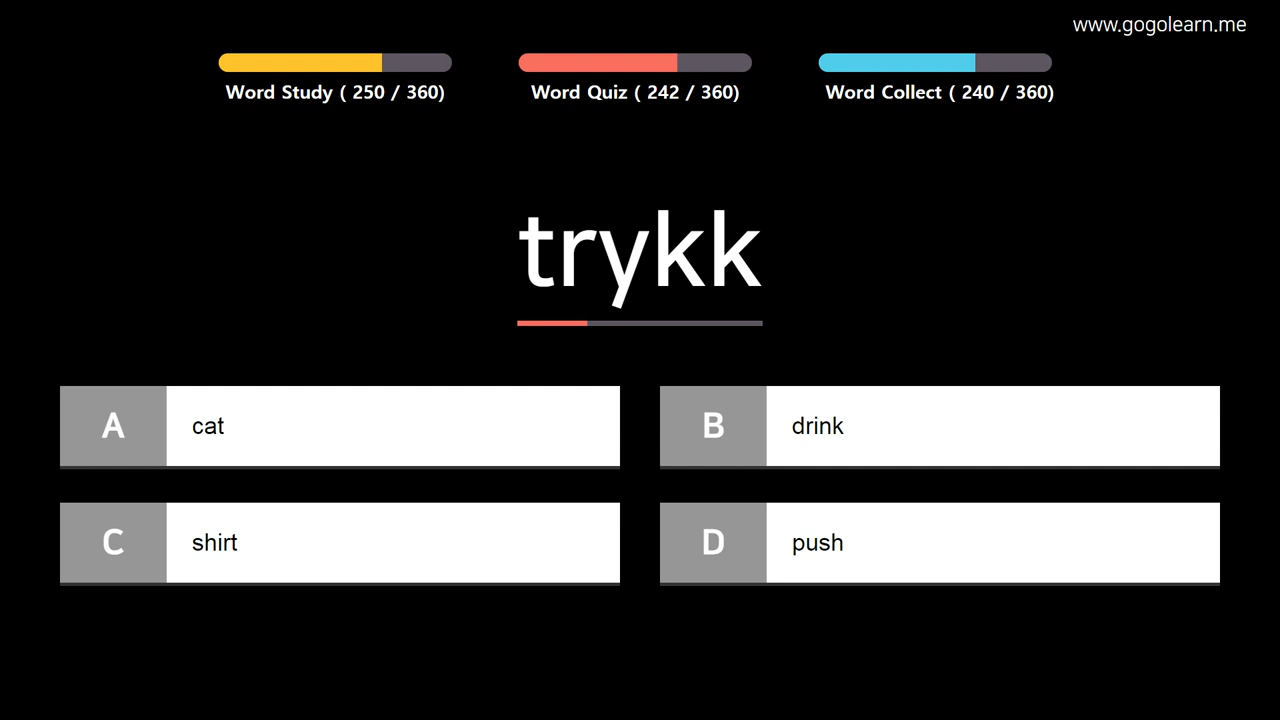 www.gogolearn.me
Word Study ( 250 / 360)
Word Quiz ( 242 / 360)
Word Collect ( 240 / 360)
trykk
A cat
B drink
C shirt
D push